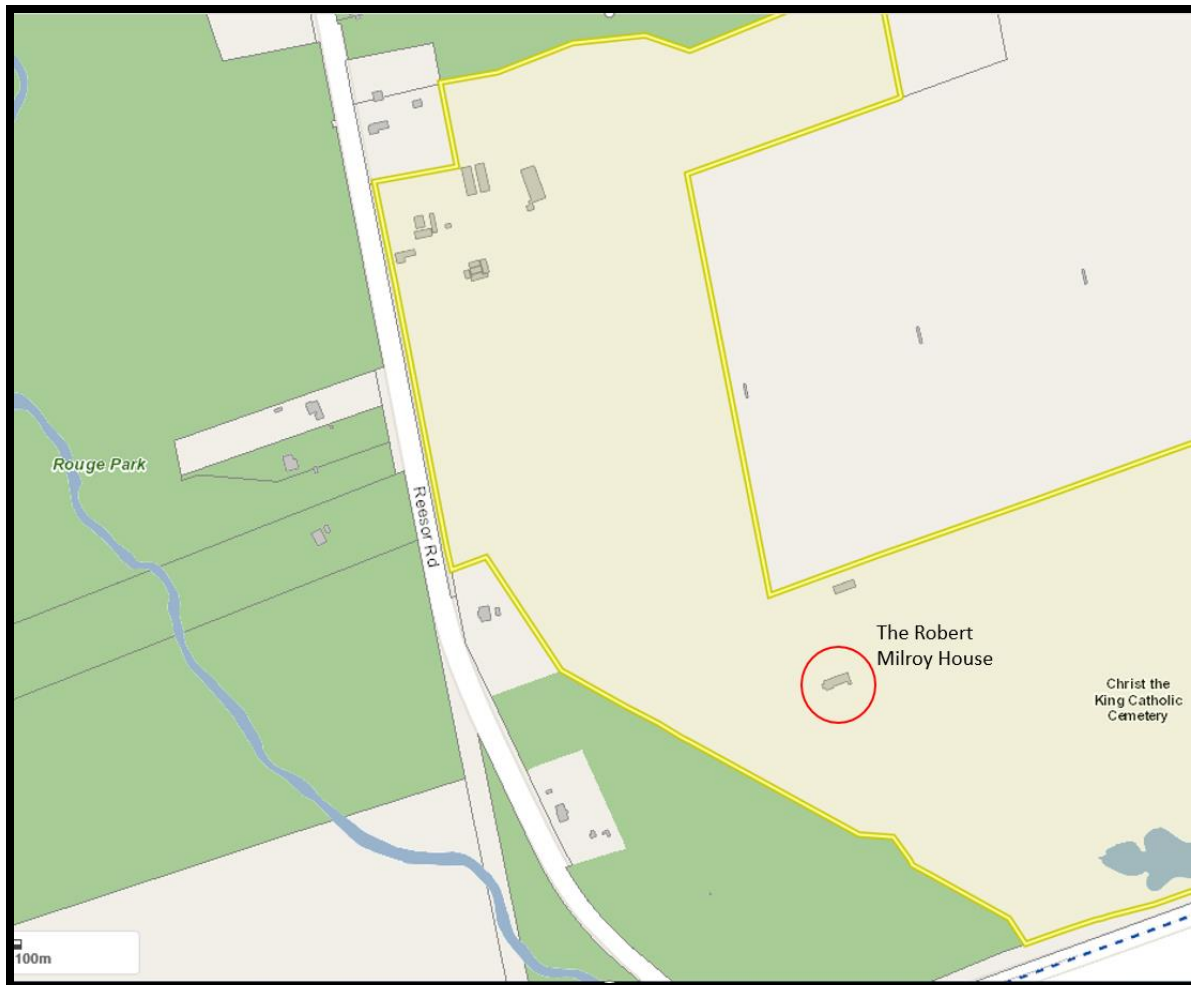 Rouge Park
Reesor Rd
The Robert
Milroy House
Christ the
King Catholic
Cemetery
100m